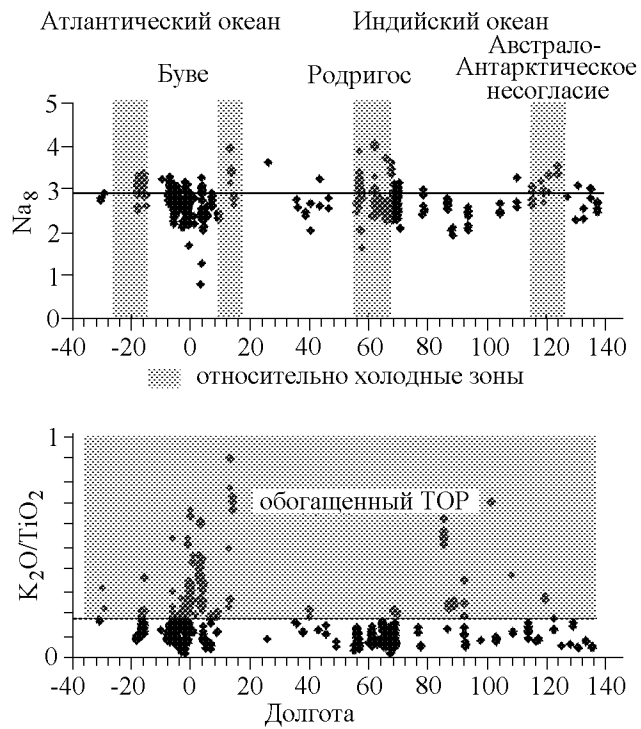 Атлантический океан
Индийский океан
Буве
Родригос
Австрало-
Антарктическое
несогласие
Na8
5
4
3
2
1
0
-40 -20 0 20 40 60 80 100 120 140
относительно холодные зоны
K2O/TiO2
1
обогащенный ТОР
0
-40 -20 0 20 40 60 80 100 120 140
Долгота